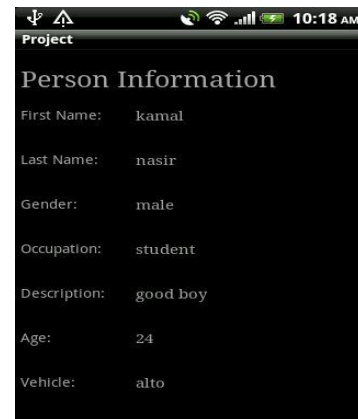 10:18 AM
Project
Person Information
First Name: kamal
Last Name: nasir
Gender: male
Occupation: student
Description: good boy
Age: 24
Vehicle: alto